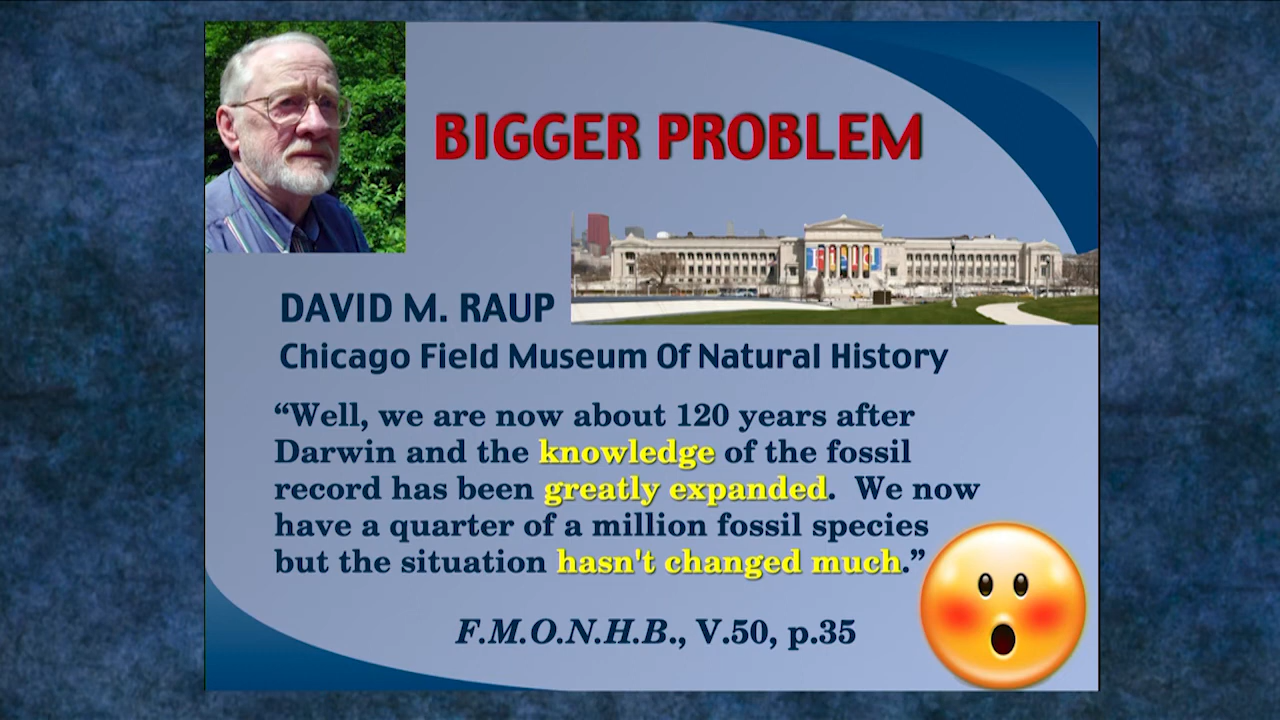 BIGGER PROBLEM
DAVID M. RAUP
Chicago Field Museum Of Natural History
“Well, we are now about 120 years after
Darwin and the knowledge of the fossil
record has been greatly expanded.  We now
have a quarter of a million fossil species
but the situation hasn't changed much.”
F.M.O.N.H.B., V.50, p.35